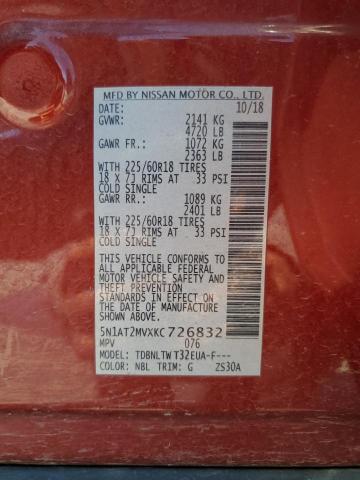 MFD BY NISSAN MOTOR CO., LTD.
DATE: 10/18
GVWR: 2141 KG
4720 LB
GAWR FR.: 1072 KG
2363 LB
WITH 225/60R18 TIRES
18 X 7J RIMS AT 33 PSI
COLD SINGLE
GAWR RR.: 1089 KG
2401 LB
WITH 225/60R18 TIRES
18 X 7J RIMS AT 33 PSI
COLD SINGLE
THIS VEHICLE CONFORMS TO
ALL APPLICABLE FEDERAL
MOTOR VEHICLE SAFETY AND
THEFT PREVENTION
STANDARDS IN EFFECT ON
THE DATE OF MANUFACTURE
SHOWN ABOVE.
5N1AT2MVXKC726832
MPV 076
MODEL: TDBNLTW T32EUA-F---
COLOR: NBL TRIM: G ZS30A